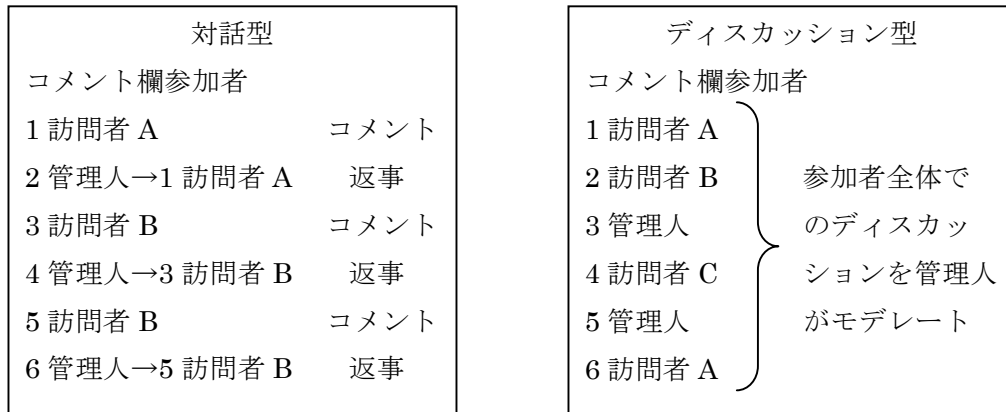 対話型
コメント欄参加者
1 訪問者 A コメント
2 管理人→1 訪問者 A 返事
3 訪問者 B コメント
4 管理人→3 訪問者 B 返事
5 訪問者 B コメント
6 管理人→5 訪問者 B 返事
ディスカッション型
コメント欄参加者
1 訪問者 A
2 訪問者 B
3 管理人
4 訪問者 C
5 管理人
6 訪問者 A
参加者全体で
のディスカッ
ションを管理人
がモデレート